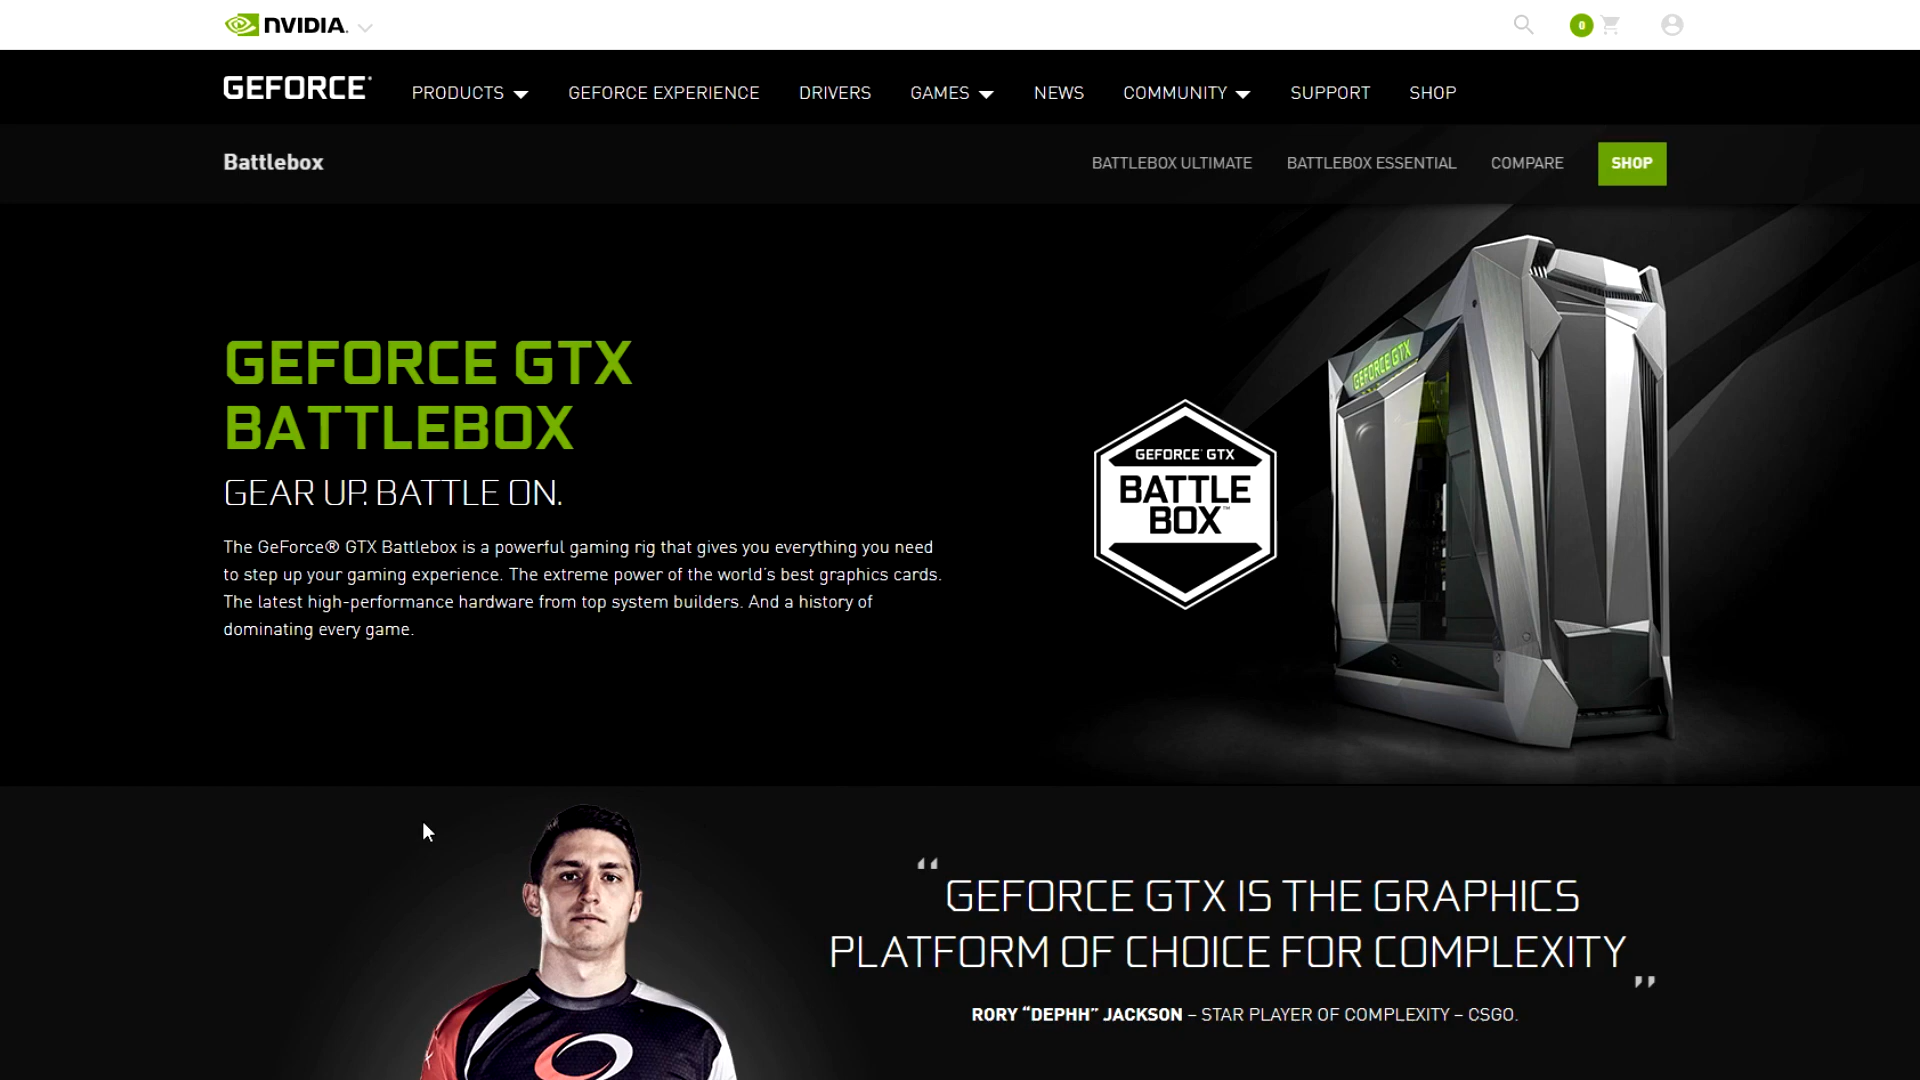 NVIDIA.
0
GEFORCE®
PRODUCTS
GEFORCE EXPERIENCE
DRIVERS
GAMES
NEWS
COMMUNITY
SUPPORT
SHOP
Battlebox
BATTLEBOX ULTIMATE
BATTLEBOX ESSENTIAL
COMPARE
SHOP
GEFORCE GTX
BATTLEBOX
GEAR UP. BATTLE ON.
The GeForce® GTX Battlebox is a powerful gaming rig that gives you everything you need
to step up your gaming experience. The extreme power of the world's best graphics cards.
The latest high-performance hardware from top system builders. And a history of
dominating every game.
GEFORCE® GTX
BATTLE
BOX™
GEFORCE GTX
“GEFORCE GTX IS THE GRAPHICS
PLATFORM OF CHOICE FOR COMPLEXITY”
RORY “DEPHH” JACKSON – STAR PLAYER OF COMPLEXITY – CSGO.